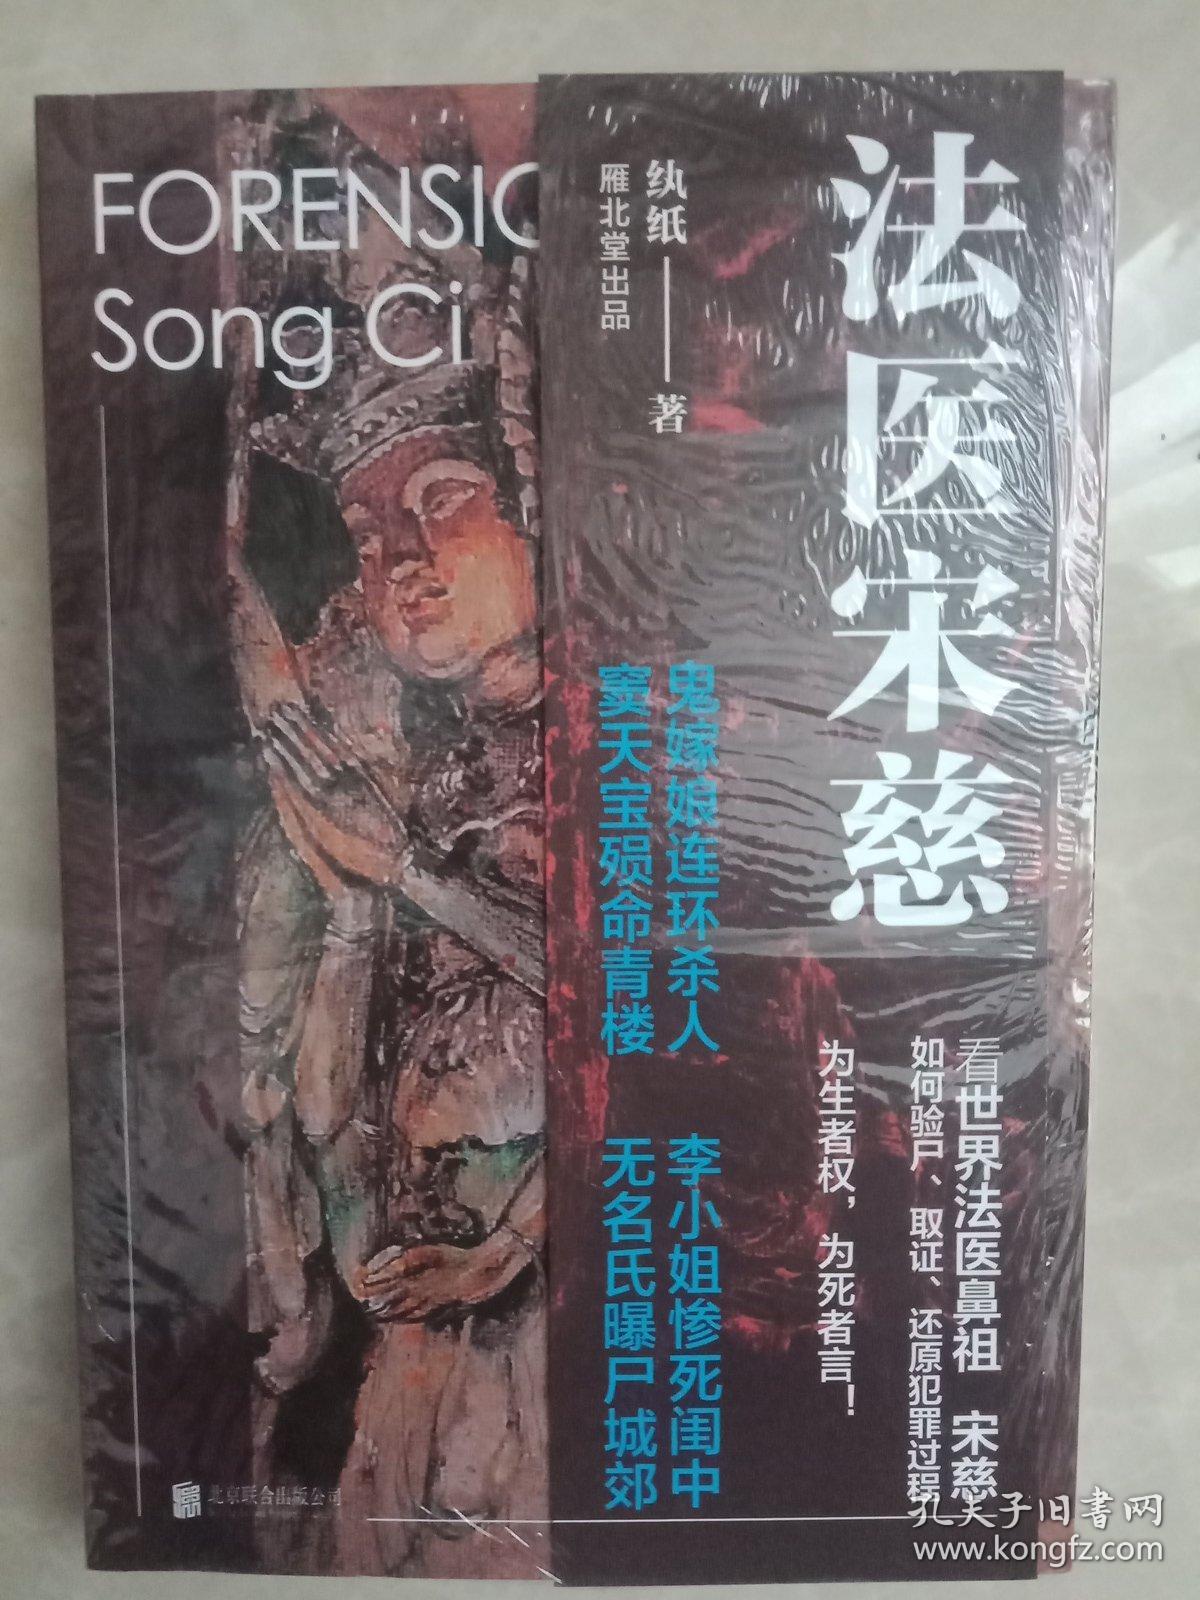 FORENSIC
Song Ci
法医宋慈
纨纸——著
雁北堂出品
鬼嫁娘连环杀人 李小姐惨死闺中
窦天宝殒命青楼 无名氏曝尸城郊
看世界法医鼻祖 宋慈
如何验尸、取证、还原犯罪过程
为生者权，为死者言！
北京联合出版公司
孔夫子旧书网
www.kongfz.com